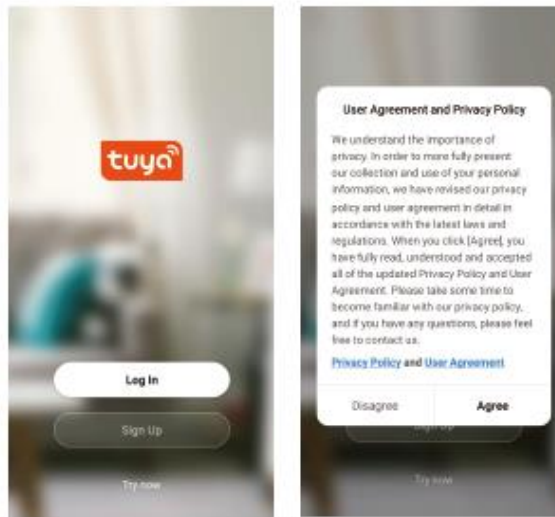 tuya
Log In
Sign Up
Try now
User Agreement and Privacy Policy
We understand the importance of
privacy. In order to more fully present
our collection and use of your personal
information, we have revised our privacy
policy and user agreement in detail in
accordance with the latest laws and
regulations. When you click [Agree], you
have fully read, understood and accepted
all of the updated Privacy Policy and User
Agreement. Please take some time to
become familiar with our privacy policy,
and if you have any questions, please feel
free to contact us.
Privacy Policy and User Agreement
Disagree
Agree
Sign Up
Try now